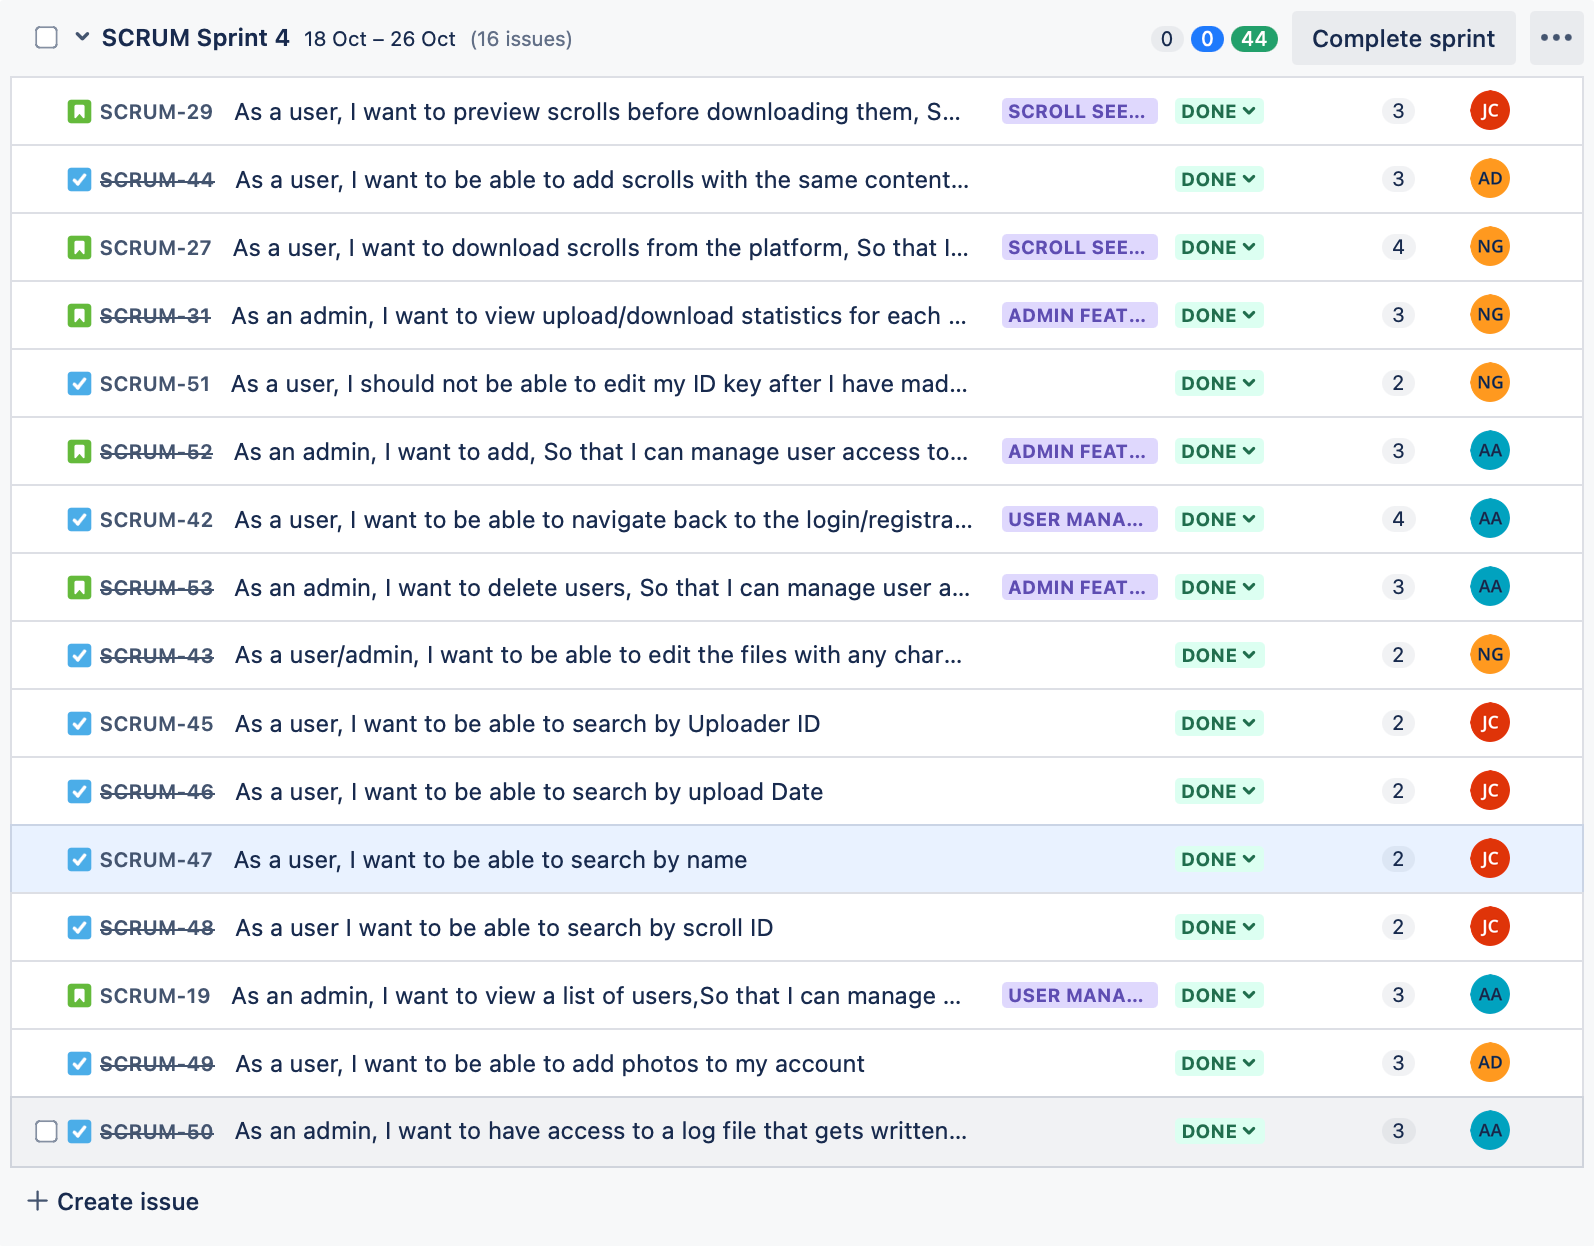 SCRUM Sprint 4 18 Oct – 26 Oct (16 issues) 0 0 44 Complete sprint
SCRUM-29 As a user, I want to preview scrolls before downloading them, S... SCROLL SEE... DONE 3 JC
SCRUM-44 As a user, I want to be able to add scrolls with the same content... DONE 3 AD
SCRUM-27 As a user, I want to download scrolls from the platform, So that I... SCROLL SEE... DONE 4 NG
SCRUM-31 As an admin, I want to view upload/download statistics for each ... ADMIN FEAT... DONE 3 NG
SCRUM-51 As a user, I should not be able to edit my ID key after I have mad... DONE 2 NG
SCRUM-52 As an admin, I want to add, So that I can manage user access to... ADMIN FEAT... DONE 3 AA
SCRUM-42 As a user, I want to be able to navigate back to the login/registra... USER MANA... DONE 4 AA
SCRUM-53 As an admin, I want to delete users, So that I can manage user a... ADMIN FEAT... DONE 3 AA
SCRUM-43 As a user/admin, I want to be able to edit the files with any char... DONE 2 NG
SCRUM-45 As a user, I want to be able to search by Uploader ID DONE 2 JC
SCRUM-46 As a user, I want to be able to search by upload Date DONE 2 JC
SCRUM-47 As a user, I want to be able to search by name DONE 2 JC
SCRUM-48 As a user I want to be able to search by scroll ID DONE 2 JC
SCRUM-19 As an admin, I want to view a list of users,So that I can manage ... USER MANA... DONE 3 AA
SCRUM-49 As a user, I want to be able to add photos to my account DONE 3 AD
SCRUM-50 As an admin, I want to have access to a log file that gets written... DONE 3 AA
+ Create issue